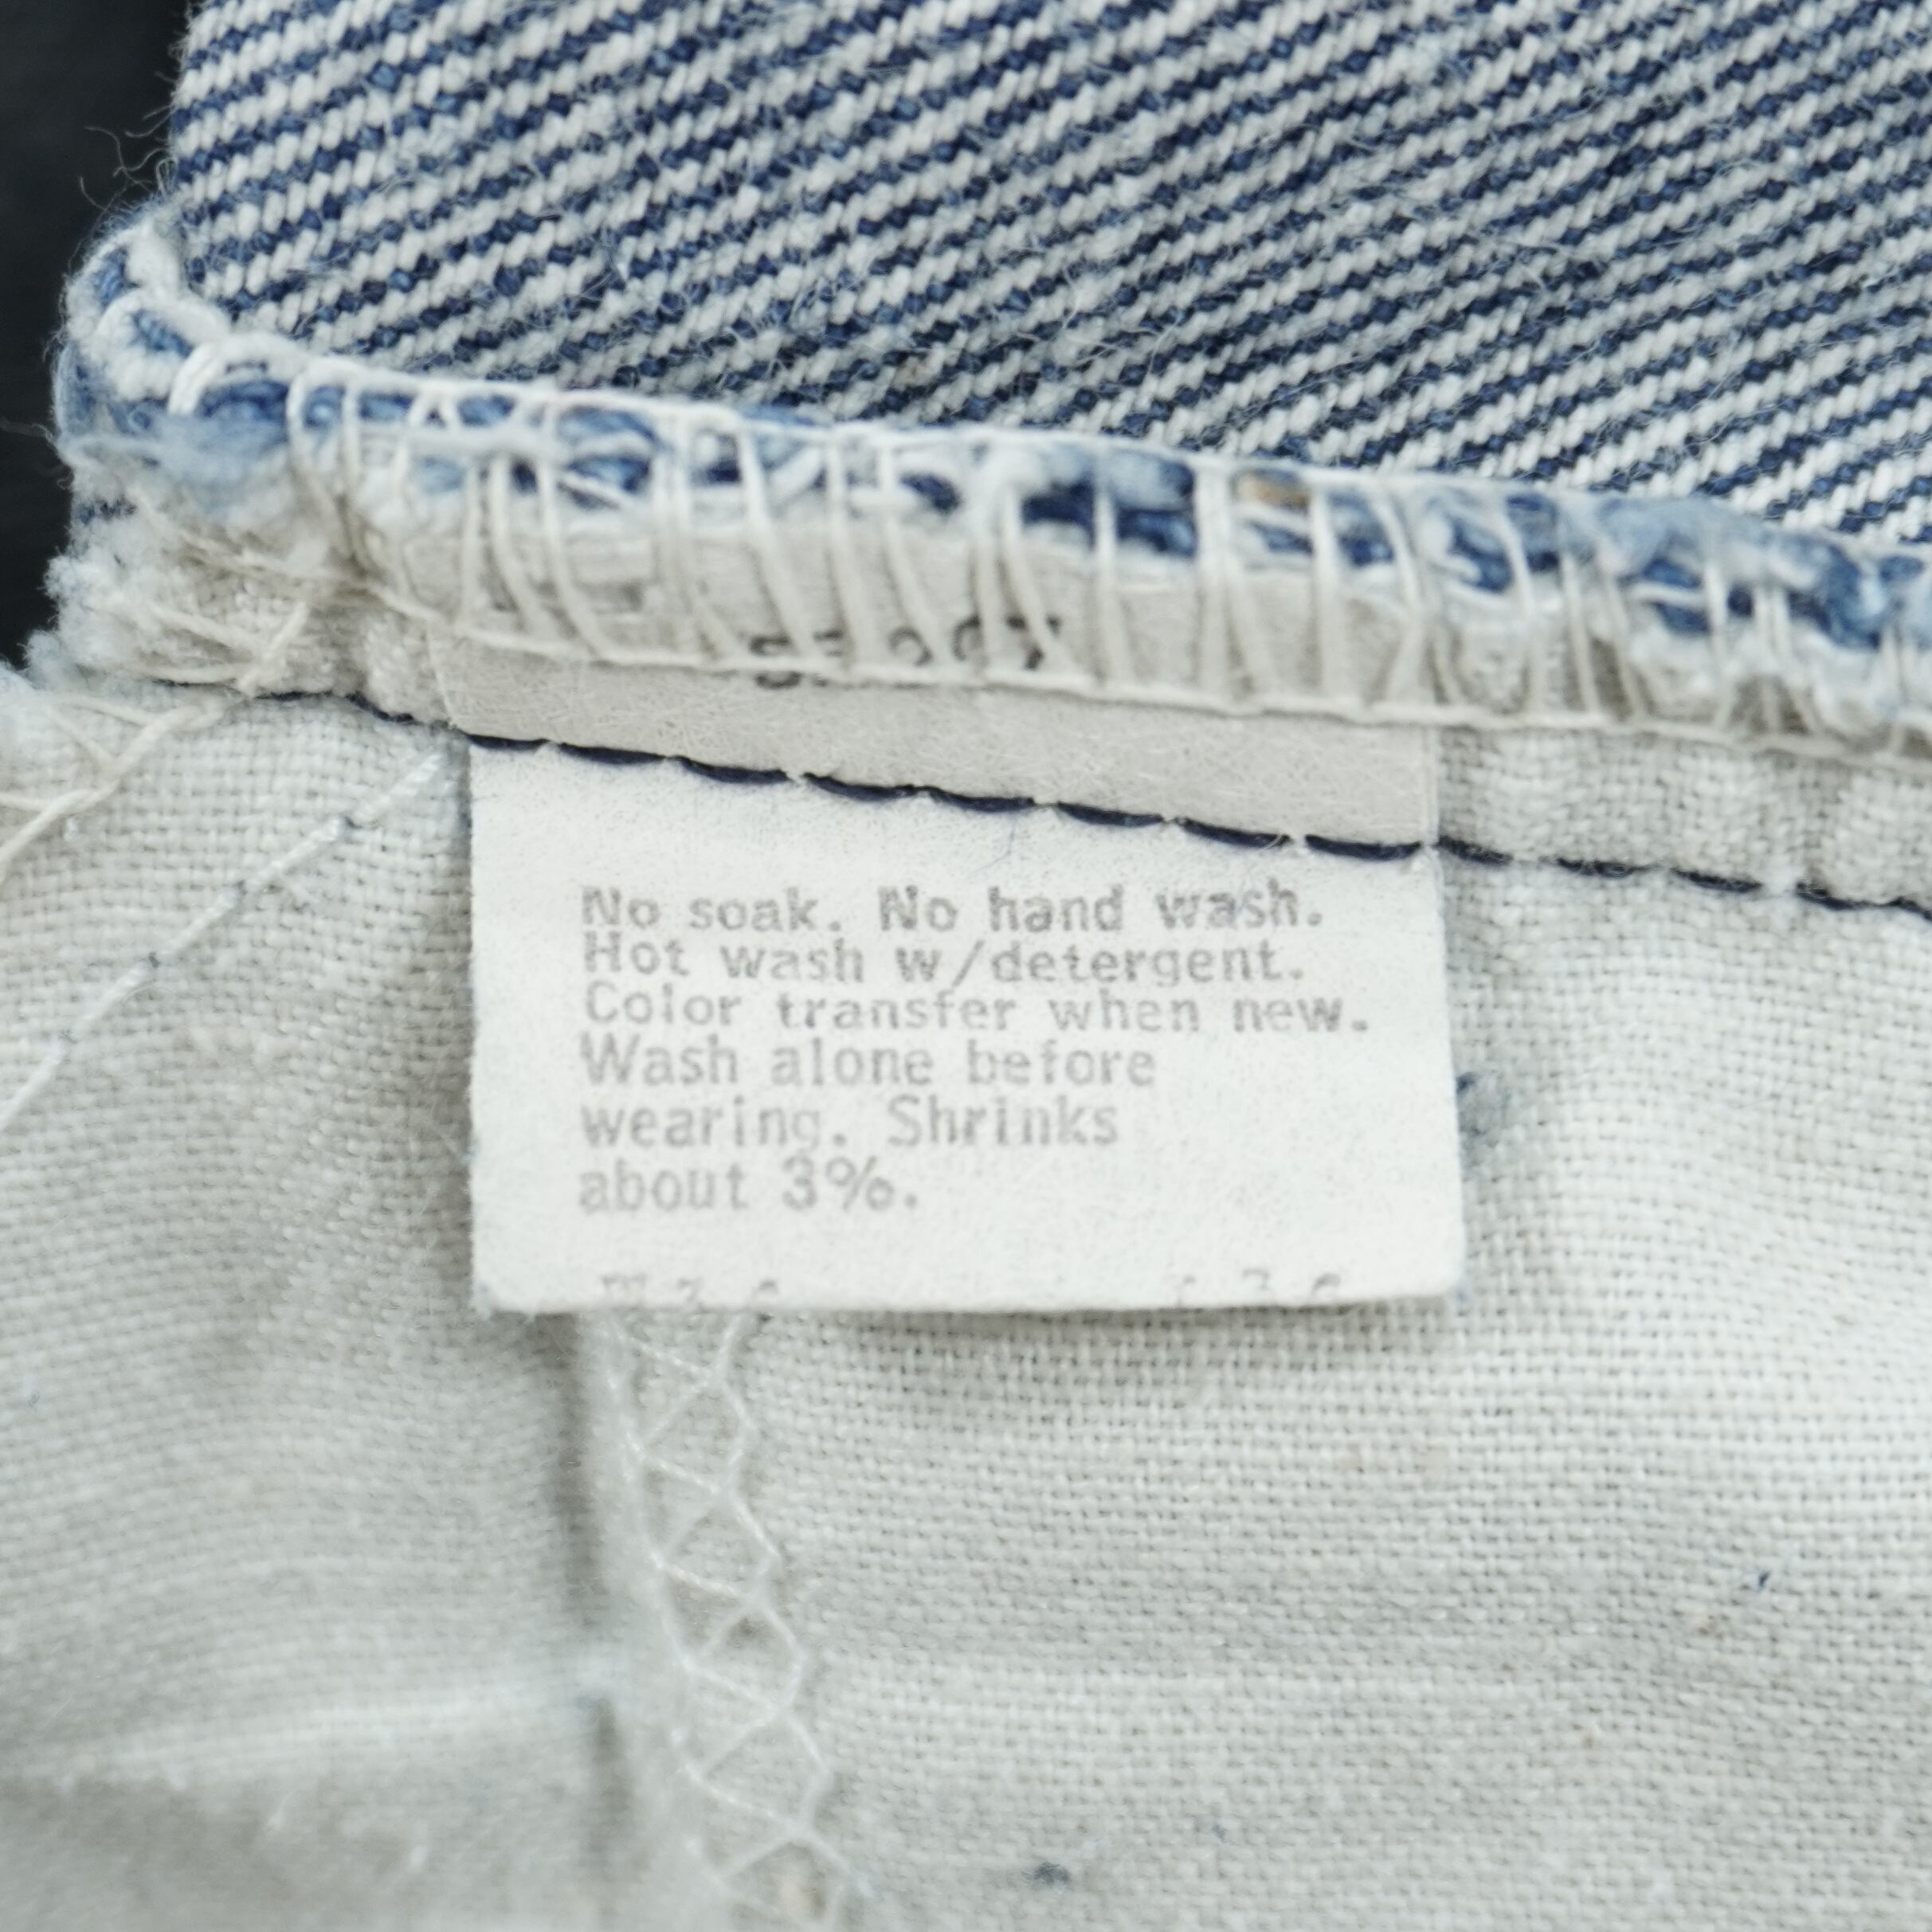 No soak. No hand wash.
Hot wash w/detergent.
Color transfer when new.
Wash alone before
wearing. Shrinks
about 3%.